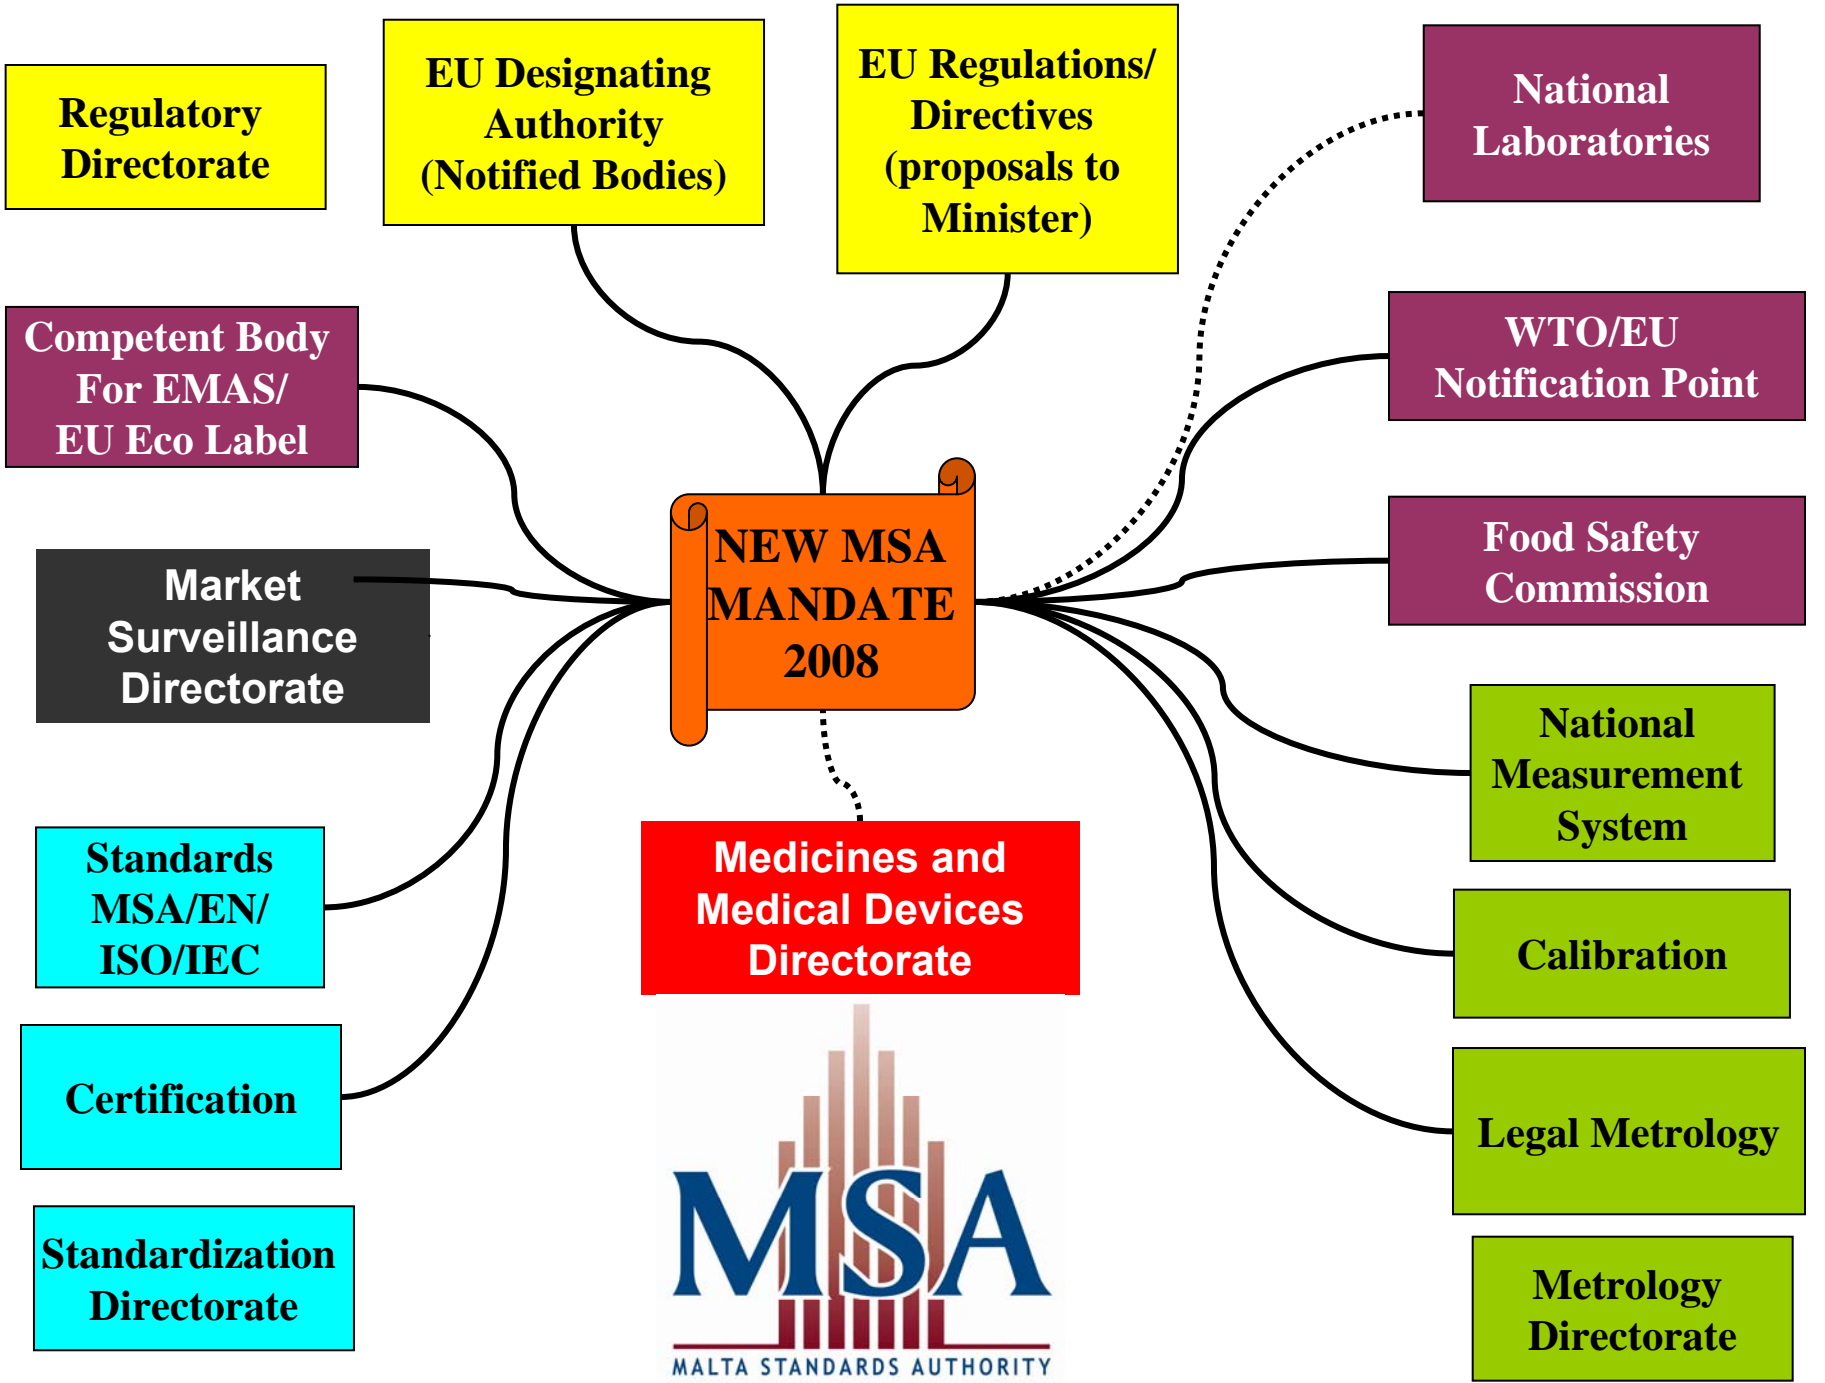 Regulatory
Directorate
EU Designating
Authority
(Notified Bodies)
EU Regulations/
Directives
(proposals to
Minister)
National
Laboratories
Competent Body
For EMAS/
EU Eco Label
WTO/EU
Notification Point
Market
Surveillance
Directorate
NEW MSA
MANDATE
2008
Food Safety
Commission
National
Measurement
System
Standards
MSA/EN/
ISO/IEC
Medicines and
Medical Devices
Directorate
Calibration
Certification
Legal Metrology
Standardization
Directorate
MSA
MALTA STANDARDS AUTHORITY
Metrology
Directorate